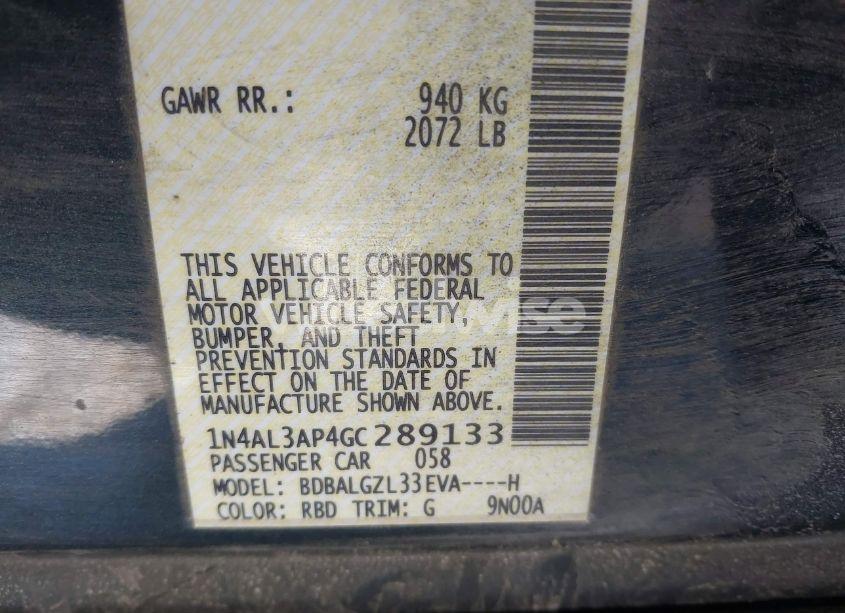 GAWR RR.: 940 KG
2072 LB
THIS VEHICLE CONFORMS TO
ALL APPLICABLE FEDERAL
MOTOR VEHICLE SAFETY,
BUMPER, AND THEFT
PREVENTION STANDARDS IN
EFFECT ON THE DATE OF
MANUFACTURE SHOWN ABOVE.
1N4AL3AP4GC289133
PASSENGER CAR 058
MODEL: BDBALGZL33EVA----H
COLOR: RBD TRIM: G 9N00A